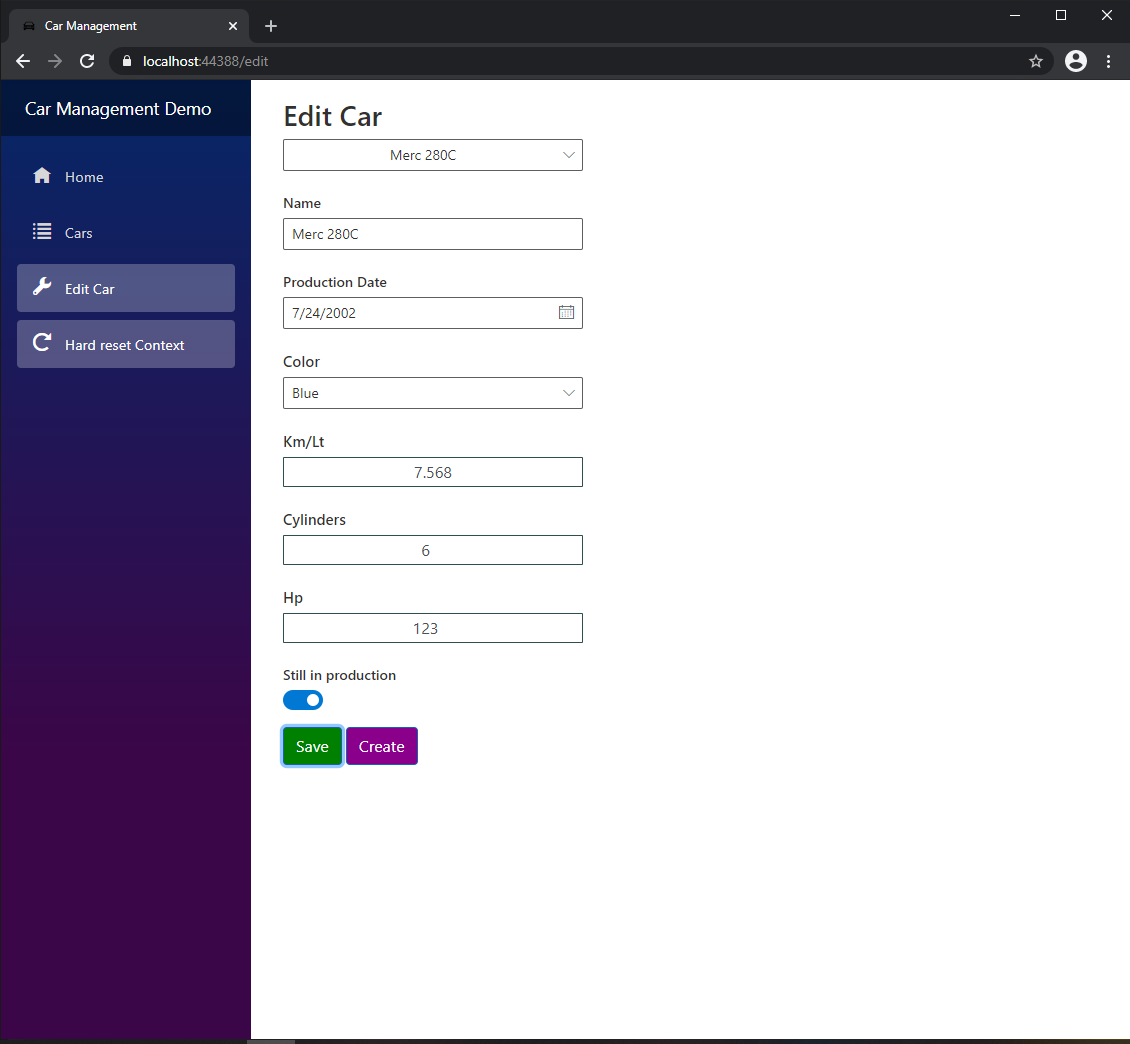 Car Management
localhost:44388/edit
Car Management Demo
Home
Cars
Edit Car
Hard reset Context
Edit Car
Merc 280C
Name
Merc 280C
Production Date
7/24/2002
Color
Blue
Km/Lt
7.568
Cylinders
6
Hp
123
Still in production
Save Create